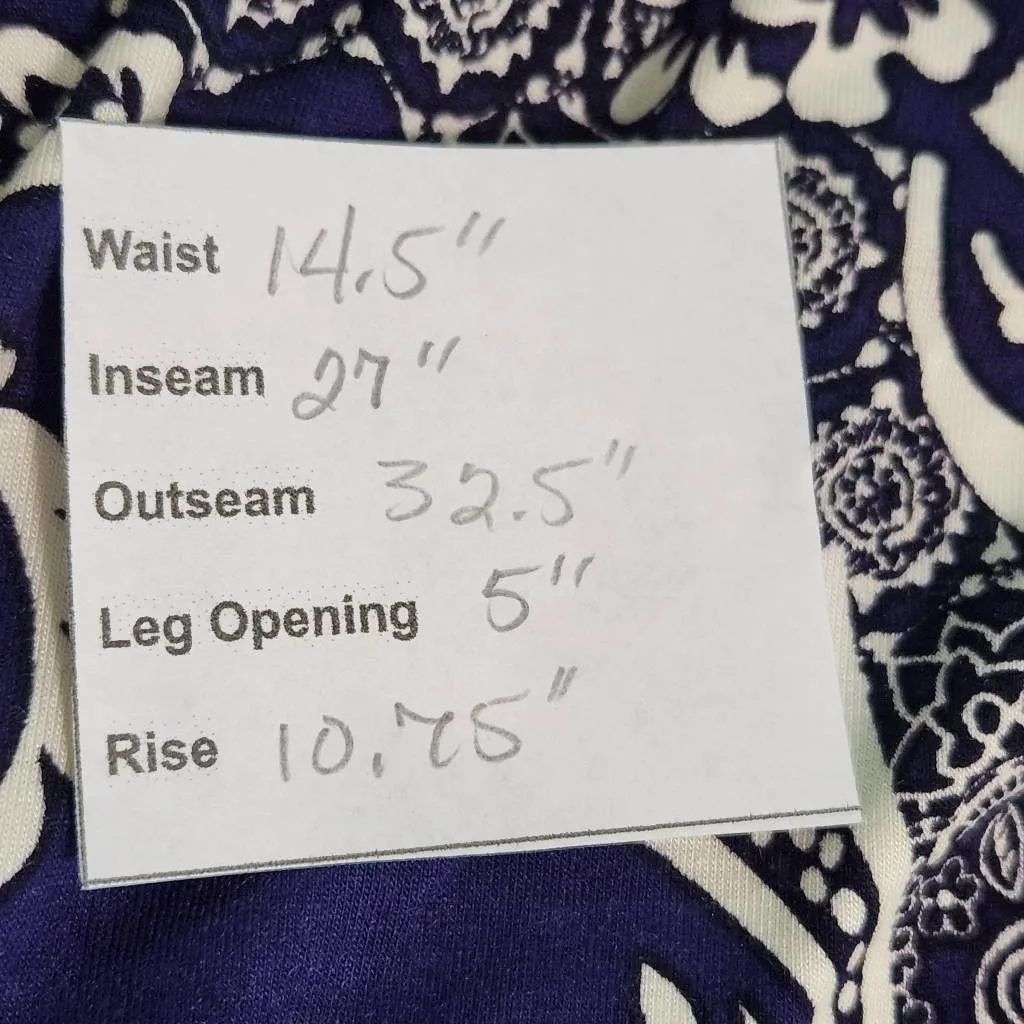 Waist 14.5"
Inseam 27"
Outseam 32.5"
Leg Opening 5"
Rise 10.75"